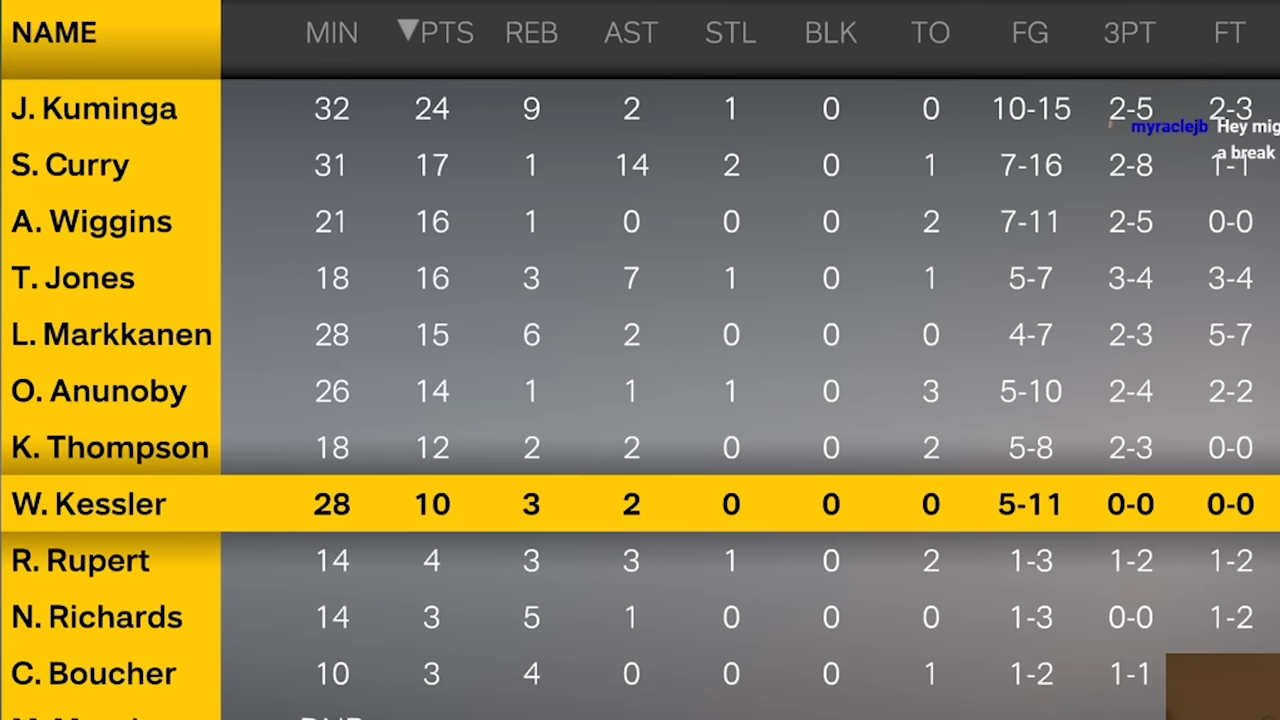 NAME MIN ▼PTS REB AST STL BLK TO FG 3PT FT
J. Kuminga 32 24 9 2 1 0 0 10-15 2-5 2-3
myraclejb Hey mig
a break
S. Curry 31 17 1 14 2 0 1 7-16 2-8 1-1
A. Wiggins 21 16 1 0 0 0 2 7-11 2-5 0-0
T. Jones 18 16 3 7 1 0 1 5-7 3-4 3-4
L. Markkanen 28 15 6 2 0 0 0 4-7 2-3 5-7
O. Anunoby 26 14 1 1 1 0 3 5-10 2-4 2-2
K. Thompson 18 12 2 2 0 0 2 5-8 2-3 0-0
W. Kessler 28 10 3 2 0 0 0 5-11 0-0 0-0
R. Rupert 14 4 3 3 1 0 2 1-3 1-2 1-2
N. Richards 14 3 5 1 0 0 0 1-3 0-0 1-2
C. Boucher 10 3 4 0 0 0 1 1-2 1-1